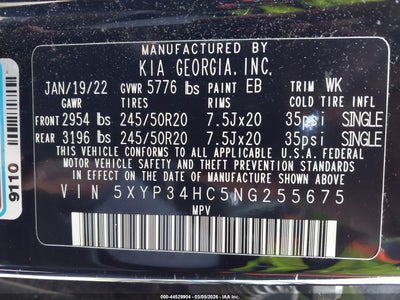 MANUFACTURED BY
KIA GEORGIA, INC.
JAN/19/22 GVWR 5776 lbs PAINT EB TRIM WK
GAWR TIRES RIMS COLD TIRE INFL
FRONT 2954 lbs 245/50R20 7.5Jx20 35psi SINGLE
REAR 3196 lbs 245/50R20 7.5Jx20 35psi SINGLE
THIS VEHICLE CONFORMS TO ALL APPLICABLE U.S.A. FEDERAL
MOTOR VEHICLE SAFETY, BUMPER, AND THEFT PREVENTION
STANDARDS IN EFFECT ON THE DATE OF MANUFACTURE SHOWN ABOVE
VIN 5XYP34HC5NG255675
MPV
9110
000-44529904 - 03/09/2026 - IAA, Inc.